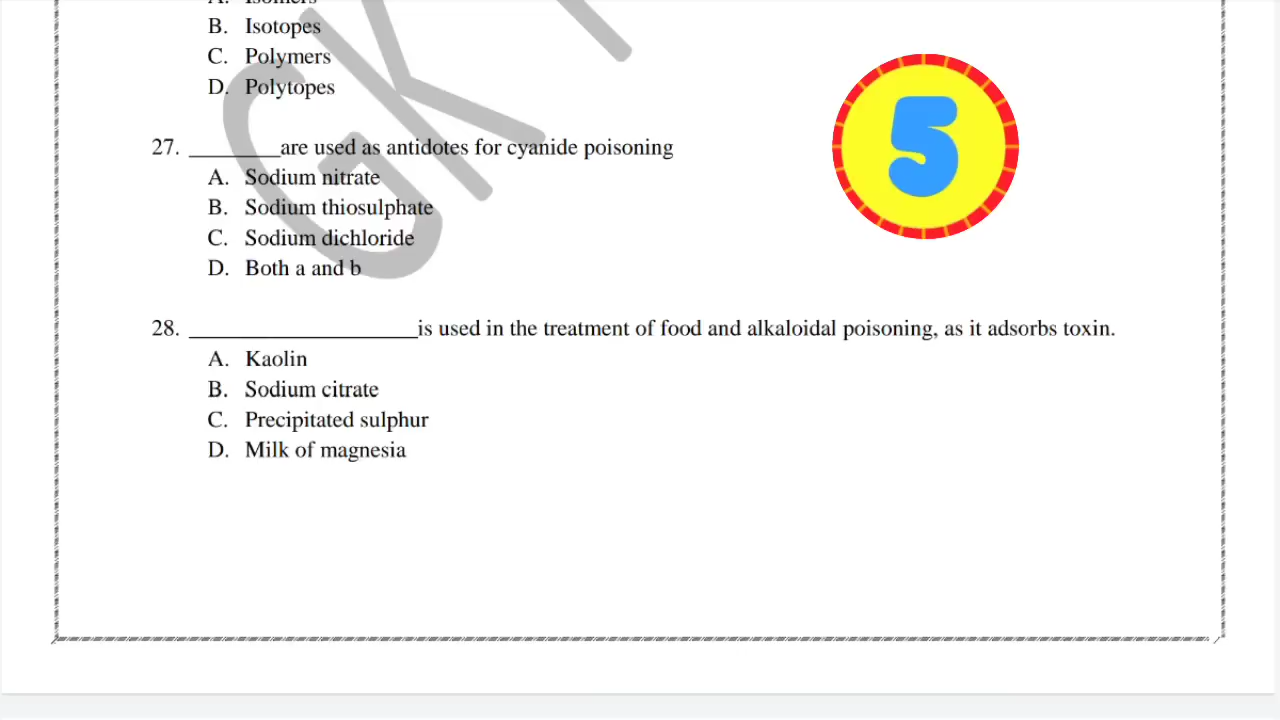 A. Isomers
B. Isotopes
C. Polymers
D. Polytopes
5
27. ________are used as antidotes for cyanide poisoning
A. Sodium nitrate
B. Sodium thiosulphate
C. Sodium dichloride
D. Both a and b
28. ____________________is used in the treatment of food and alkaloidal poisoning, as it adsorbs toxin.
A. Kaolin
B. Sodium citrate
C. Precipitated sulphur
D. Milk of magnesia
GK